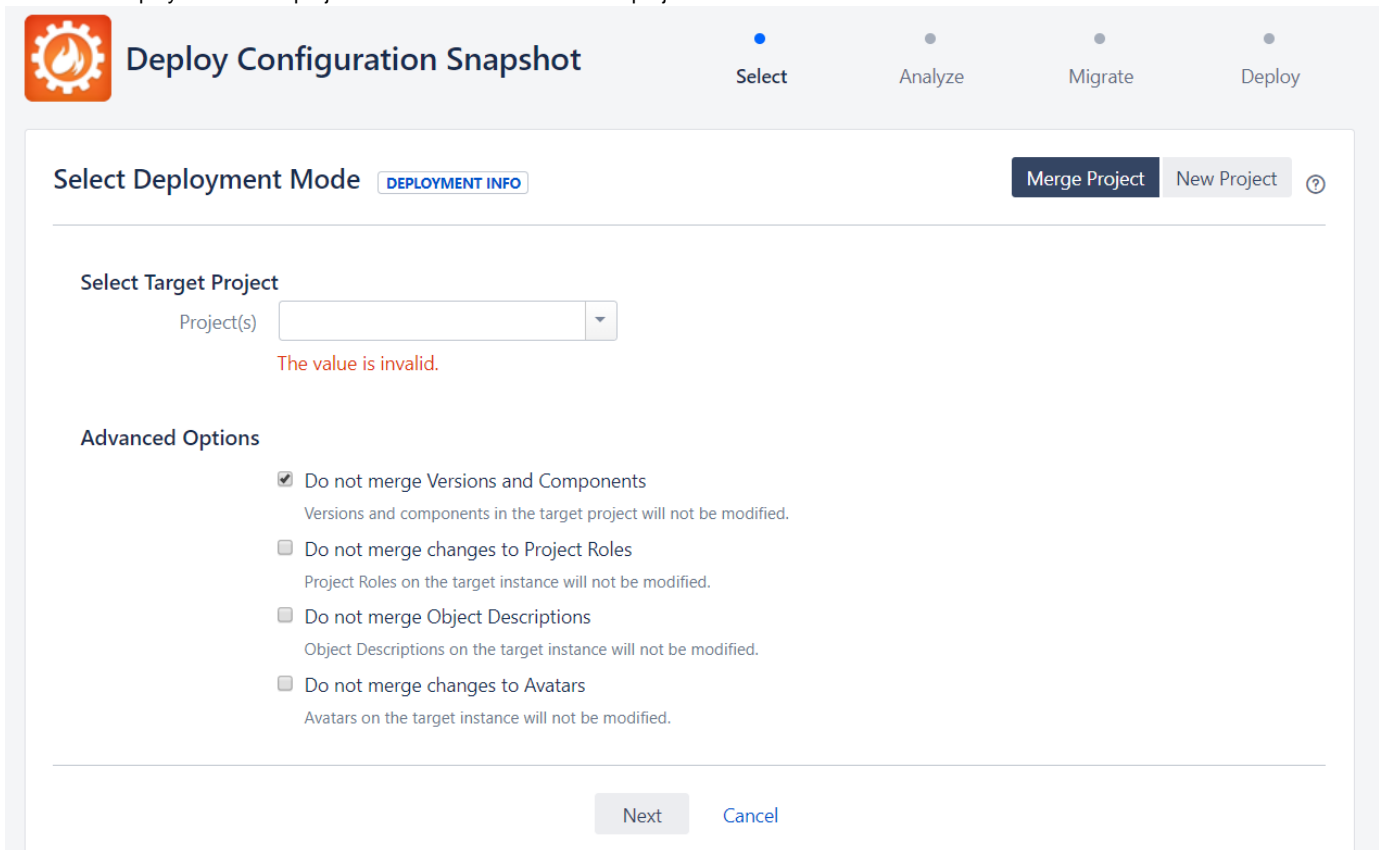 Deploy Configuration Snapshot
Select
Analyze
Migrate
Deploy
Select Deployment Mode
DEPLOYMENT INFO
Merge Project
New Project
?
Select Target Project
Project(s)
The value is invalid.
Advanced Options
Do not merge Versions and Components
Versions and components in the target project will not be modified.
Do not merge changes to Project Roles
Project Roles on the target instance will not be modified.
Do not merge Object Descriptions
Object Descriptions on the target instance will not be modified.
Do not merge changes to Avatars
Avatars on the target instance will not be modified.
Next
Cancel